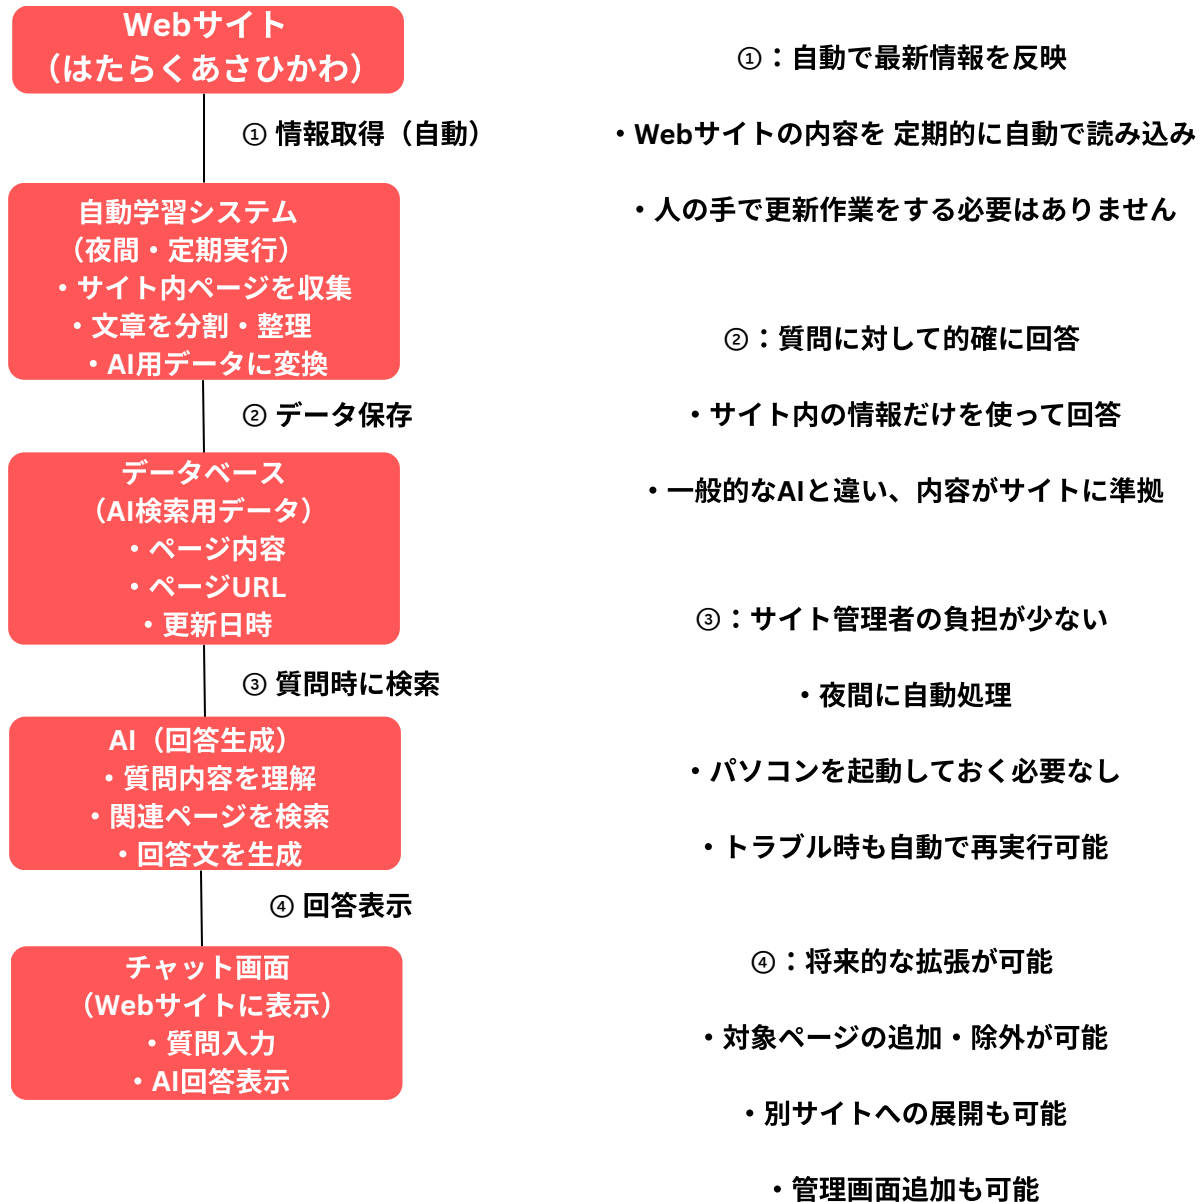 Webサイト
（はたらくあさひかわ）
① 情報取得（自動）
自動学習システム
（夜間・定期実行）
・サイト内ページを収集
・文章を分割・整理
・AI用データに変換
② データ保存
データベース
（AI検索用データ）
・ページ内容
・ページURL
・更新日時
③ 質問時に検索
AI（回答生成）
・質問内容を理解
・関連ページを検索
・回答文を生成
④ 回答表示
チャット画面
（Webサイトに表示）
・質問入力
・AI回答表示
①：自動で最新情報を反映
・Webサイトの内容を 定期的に自動で読み込み
・人の手で更新作業をする必要はありません
②：質問に対して的確に回答
・サイト内の情報だけを使って回答
・一般的なAIと違い、内容がサイトに準拠
③：サイト管理者の負担が少ない
・夜間に自動処理
・パソコンを起動しておく必要なし
・トラブル時も自動で再実行可能
④：将来的な拡張が可能
・対象ページの追加・除外が可能
・別サイトへの展開も可能
・管理画面追加も可能